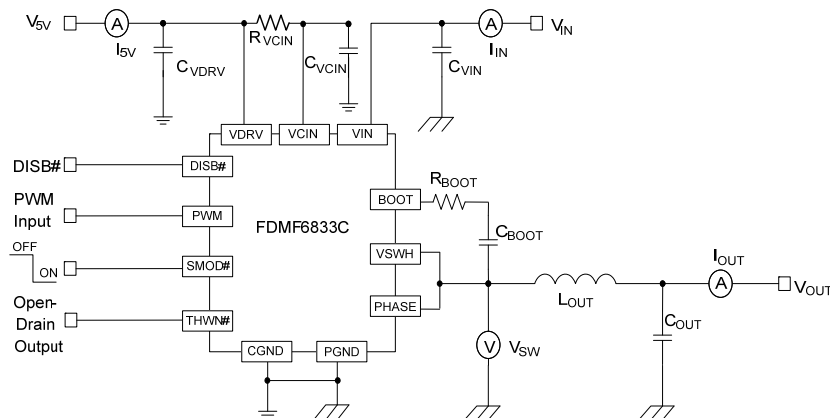 V5V
A
I5V
RVCIN
CVDRV
CVCIN
A
IIN
VIN
CVIN
VDRV
VCIN
VIN
DISB#
DISB#
PWM
Input
PWM
FDMF6833C
BOOT
RBOOT
CBOOT
OFF
ON
SMOD#
VSWH
IOUT
A
VOUT
LOUT
PHASE
COUT
Open-
Drain
Output
THWN#
V
VSW
CGND
PGND